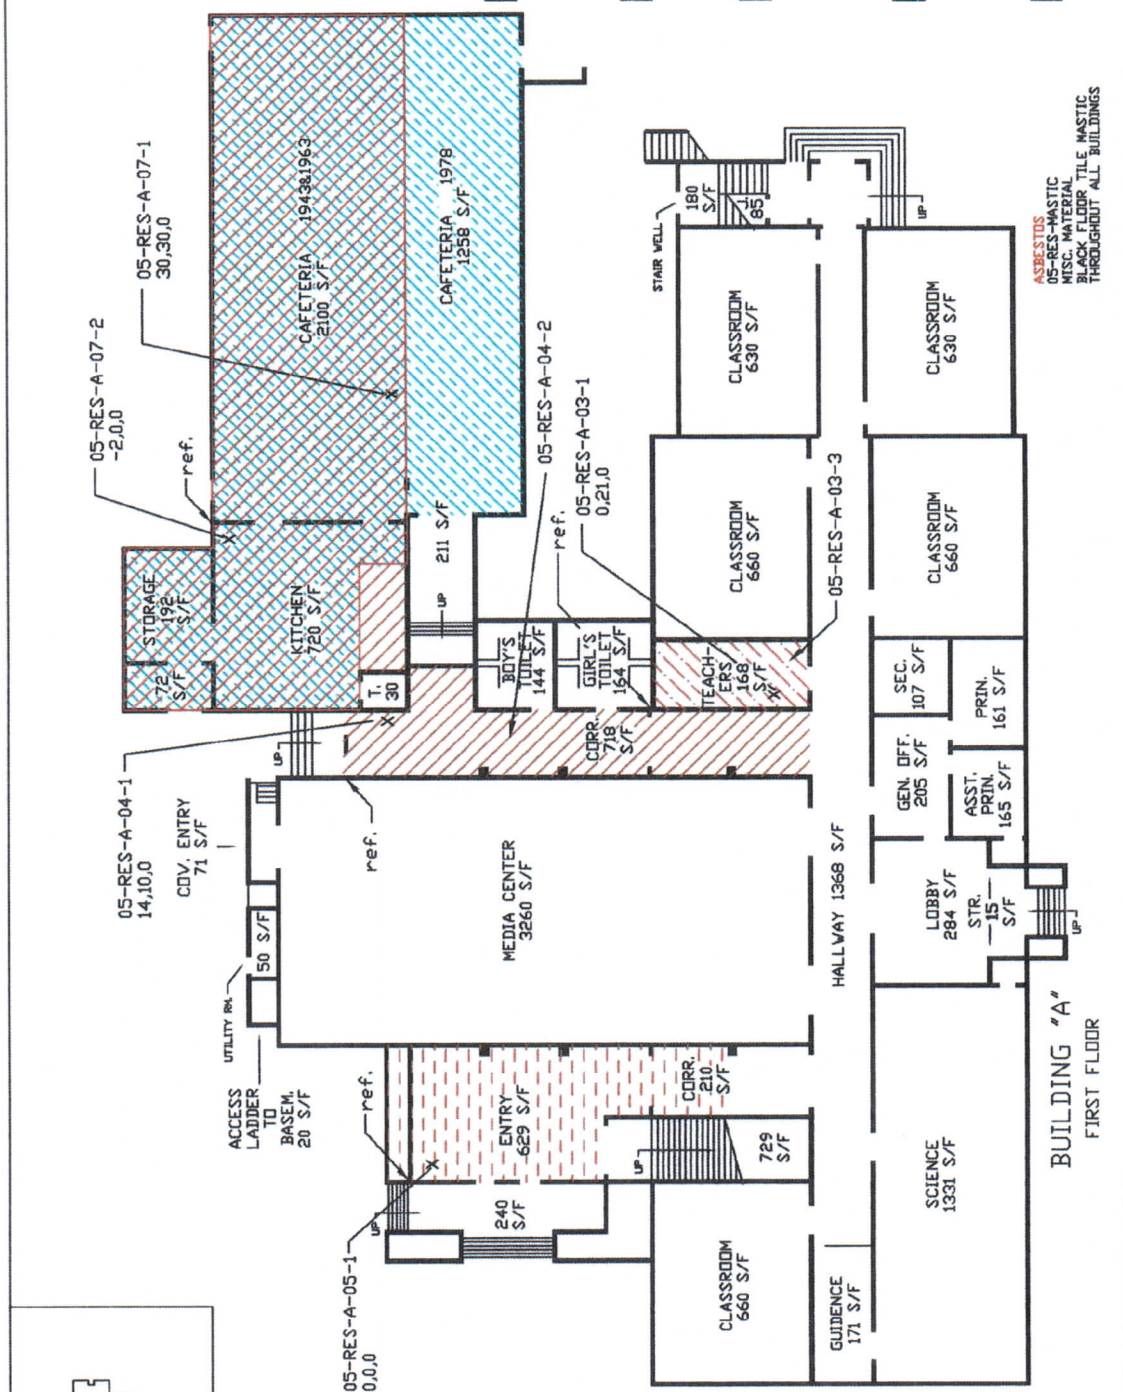 05-RES-A-07-1
30,30,0
05-RES-A-07-2
-2,0,0
ref.
CAFETERIA 1943&1963
2100 S/F
CAFETERIA 1978
1258 S/F
STORAGE
192
S/F
72
S/F
KITCHEN
720 S/F
T.
30
211 S/F
UP
UP
05-RES-A-04-1
14,10,0
COV. ENTRY
71 S/F
ref.
05-RES-A-04-2
05-RES-A-03-1
0,21,0
ref.
BOY'S
TOILET
144 S/F
GIRL'S
TOILET
164 S/F
CORR.
718
S/F
TEACH-
ERS
168
S/F
05-RES-A-03-3
STAIR WELL
180
S/F
T.
85
UP
CLASSROOM
630 S/F
CLASSROOM
630 S/F
CLASSROOM
660 S/F
CLASSROOM
660 S/F
ASBESTOS
05-RES-MASTIC
MISC. MATERIAL
BLACK FLOOR TILE MASTIC
THROUGHOUT ALL BUILDINGS
SEC.
107 S/F
PRIN.
161 S/F
GEN. OFF.
205 S/F
ASST.
PRIN.
165 S/F
MEDIA CENTER
3260 S/F
HALLWAY 1368 S/F
LOBBY
284 S/F
STR.
15
S/F
UP
UTILITY RM.
50 S/F
ACCESS
LADDER
TO
BASEM.
20 S/F
ref.
05-RES-A-05-1
0,0,0
UP
ENTRY
629 S/F
CORR.
210
S/F
240
S/F
UP
729
S/F
CLASSROOM
660 S/F
GUIDENCE
171 S/F
SCIENCE
1331 S/F
BUILDING "A"
FIRST FLOOR